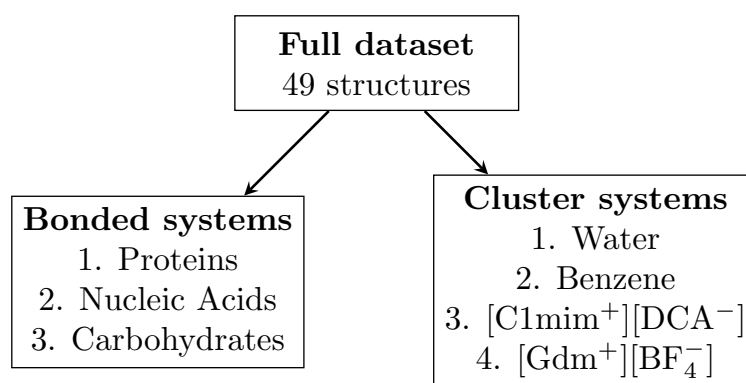 Full dataset
49 structures
Bonded systems
1. Proteins
2. Nucleic Acids
3. Carbohydrates
Cluster systems
1. Water
2. Benzene
3. [C1mim⁺][DCA⁻]
4. [Gdm⁺][BF₄⁻]